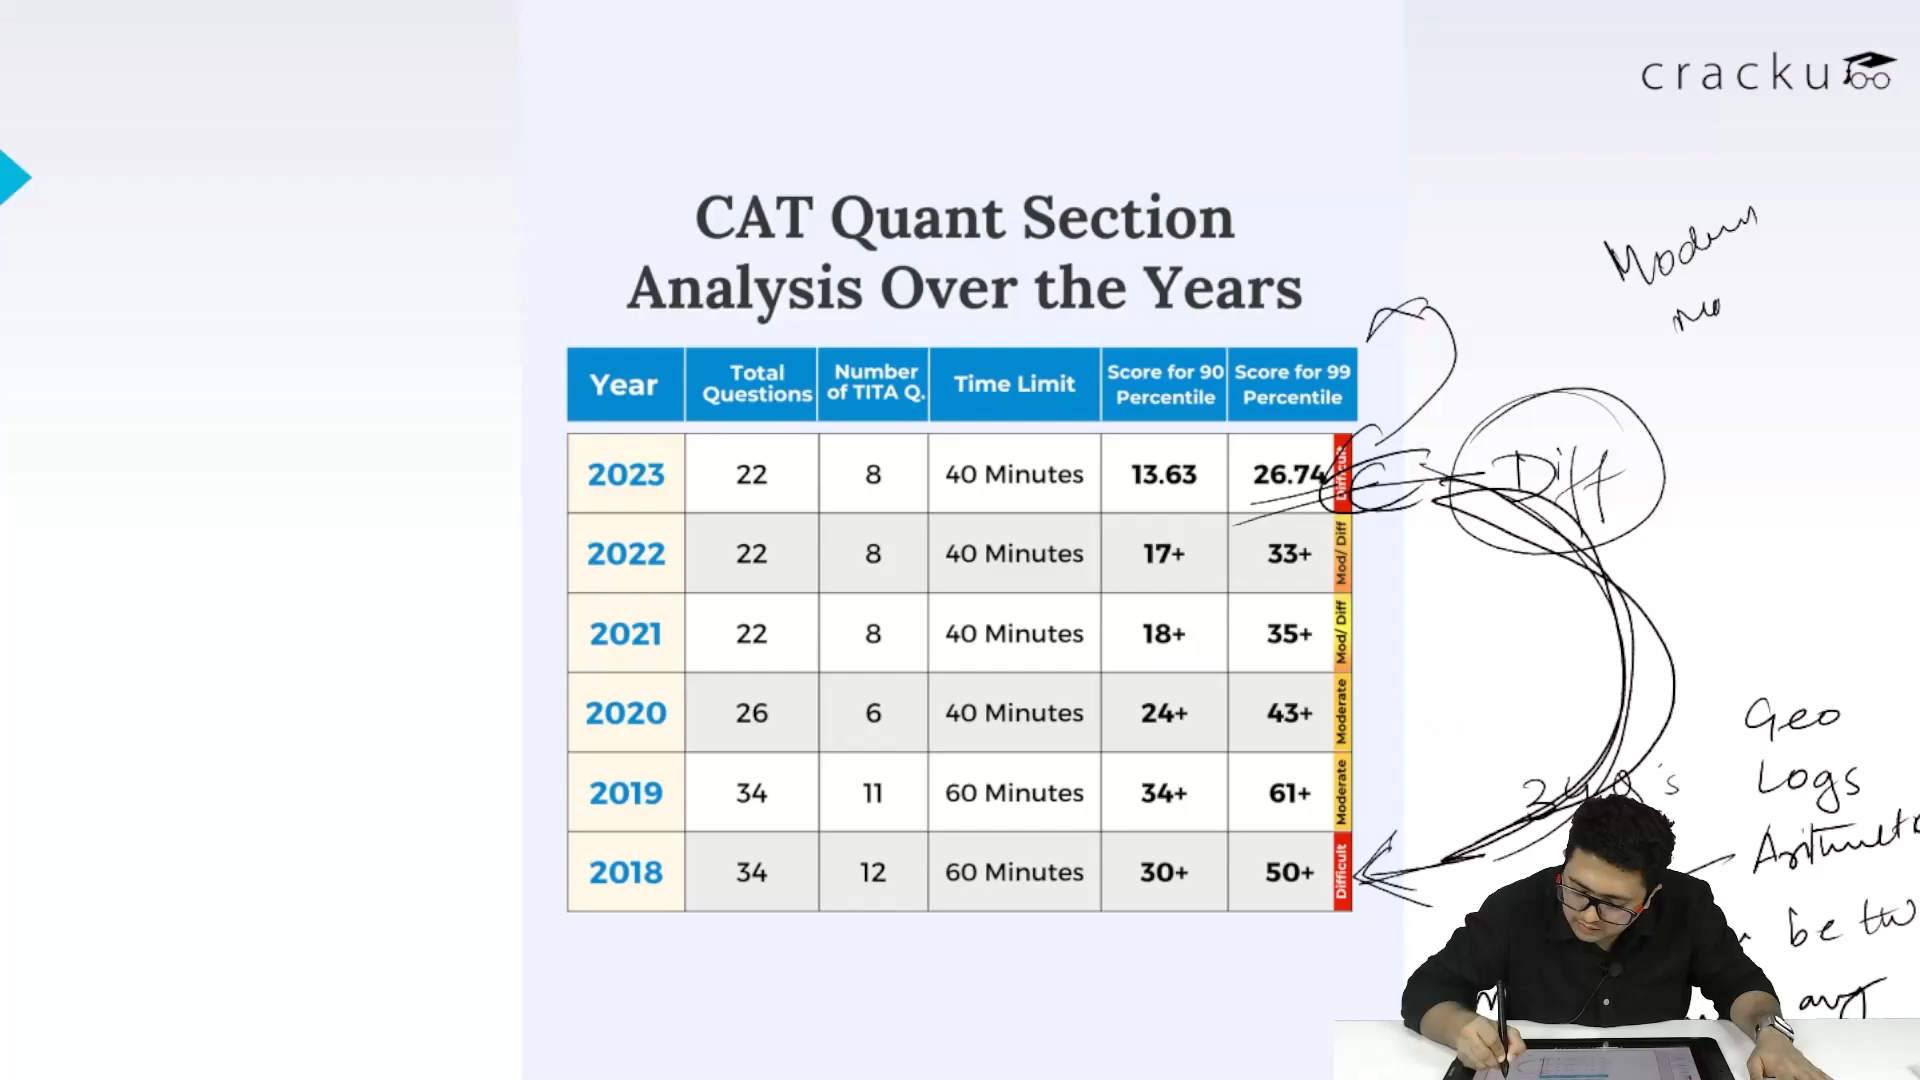 cracku
CAT Quant Section
Analysis Over the Years
Year Total Questions Number of TITA Q. Time Limit Score for 90 Percentile Score for 99 Percentile
2023 22 8 40 Minutes 13.63 26.74 Difficult
2022 22 8 40 Minutes 17+ 33+ Mod/ Diff
2021 22 8 40 Minutes 18+ 35+ Mod/ Diff
2020 26 6 40 Minutes 24+ 43+ Moderate
2019 34 11 60 Minutes 34+ 61+ Moderate
2018 34 12 60 Minutes 30+ 50+ Difficult
Modern
Diff
Geo
Logs
be
avg